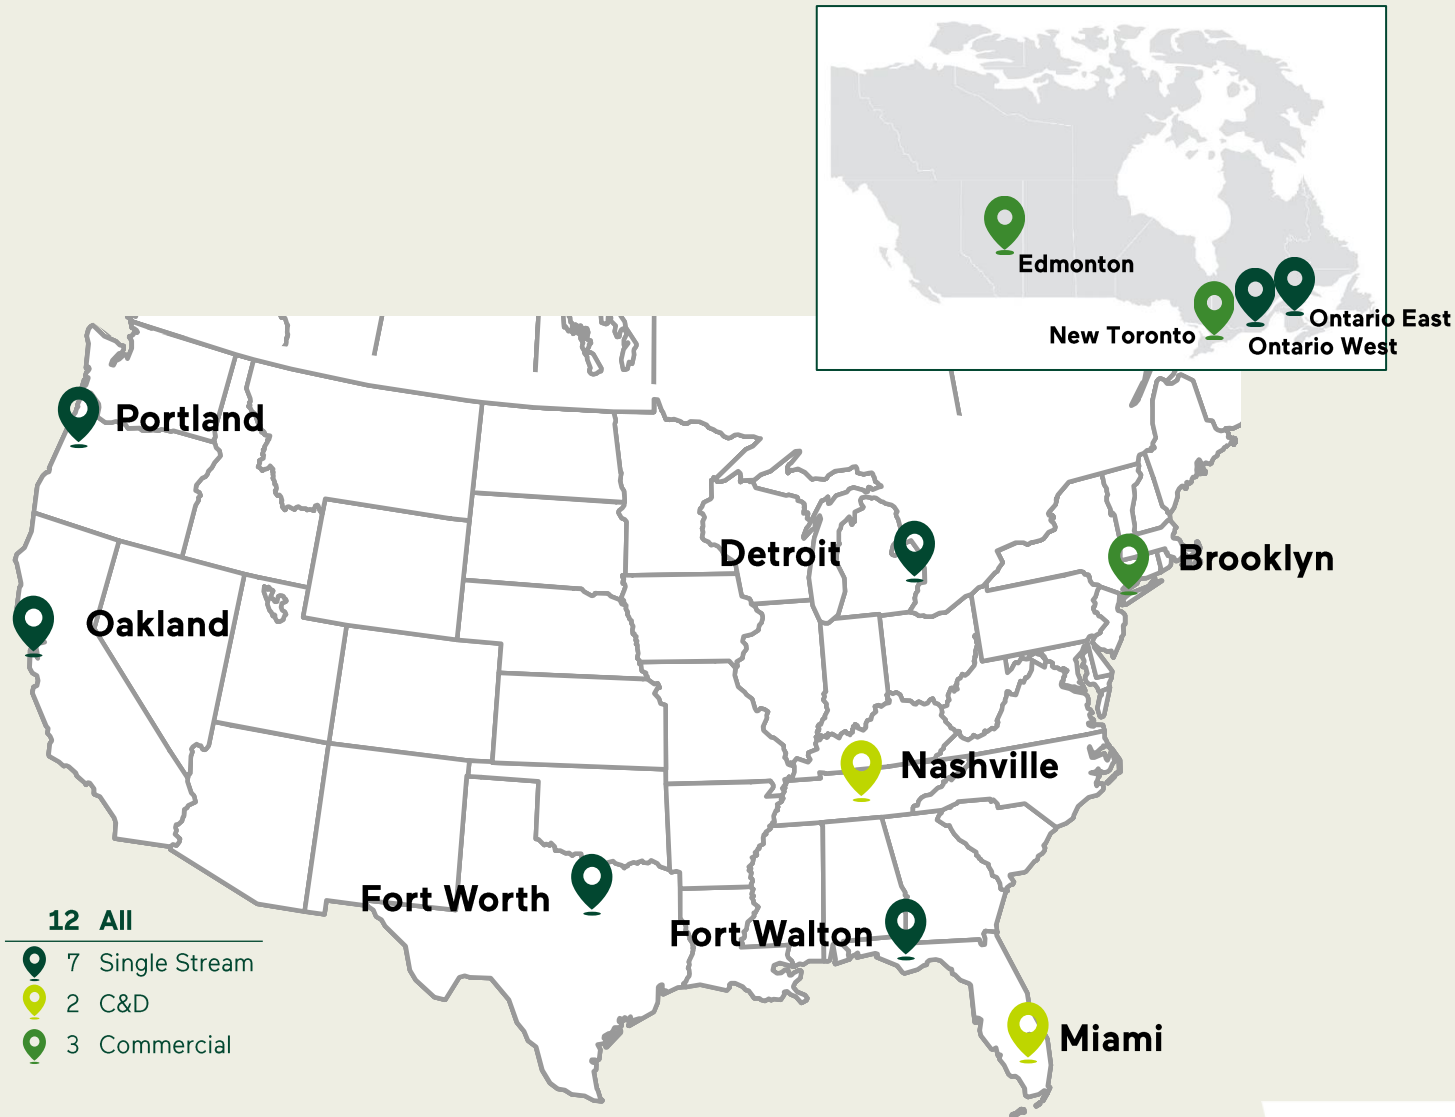 Edmonton
Ontario East
New Toronto
Ontario West
Portland
Detroit
Brooklyn
Oakland
Nashville
Fort Worth
Fort Walton
Miami
12 All
7 Single Stream
2 C&D
3 Commercial